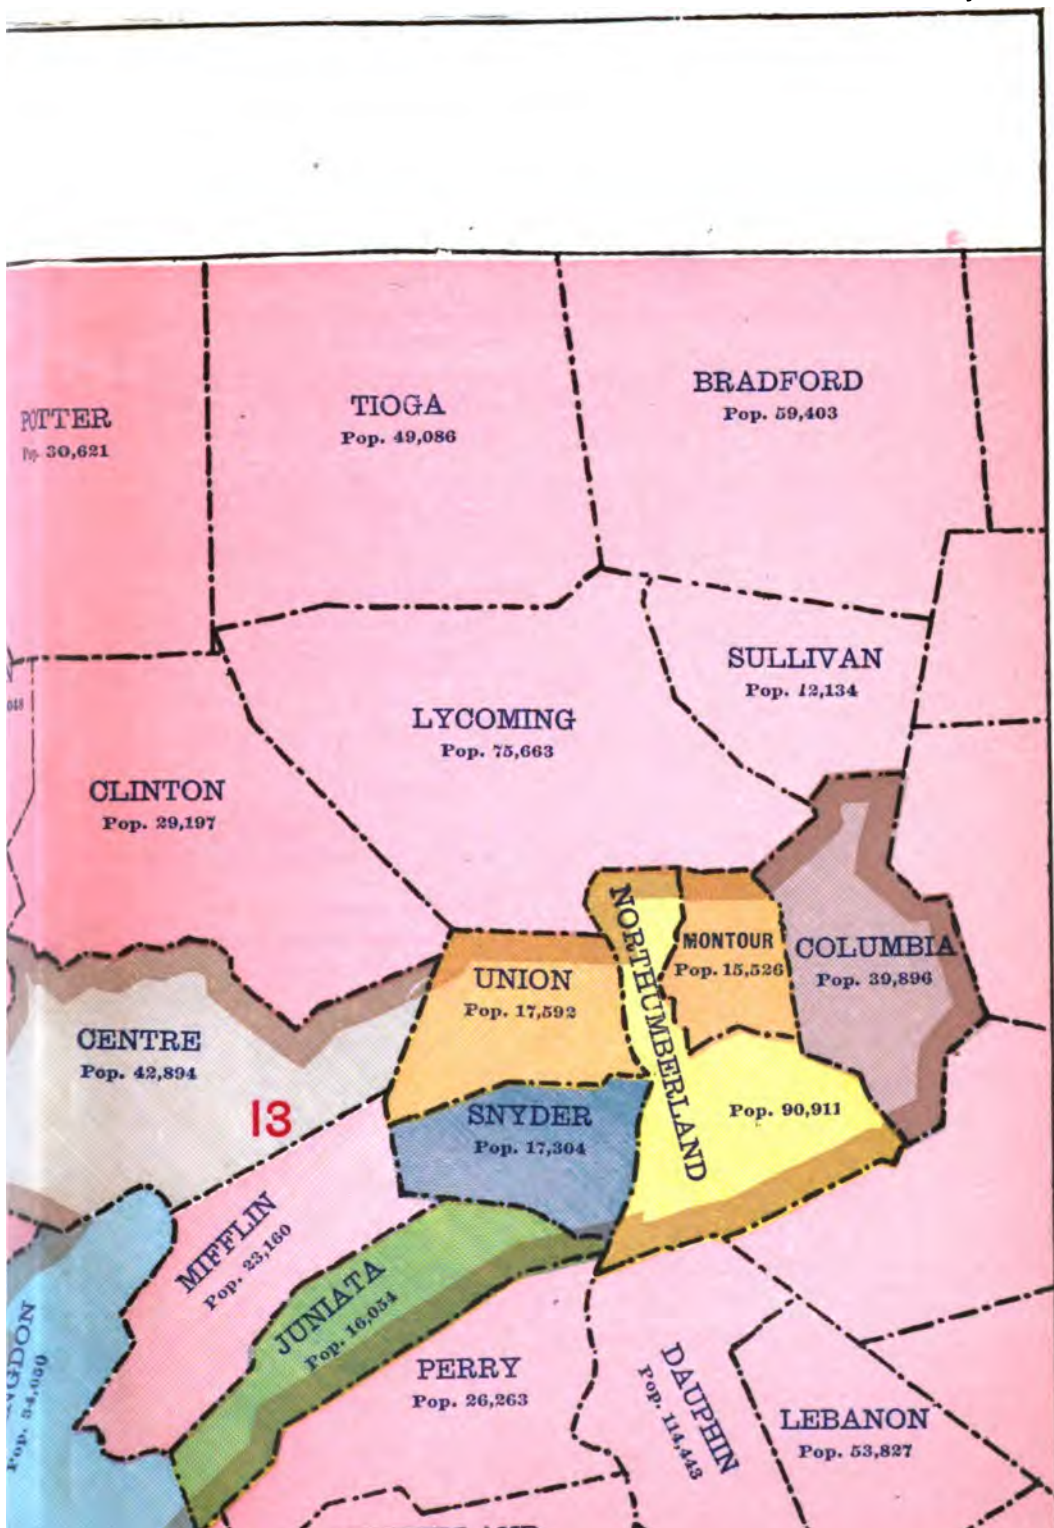 BRADFORD
Pop. 59,403
TIOGA
Pop. 49,086
POTTER
Pop. 30,621
SULLIVAN
Pop. 12,134
LYCOMING
Pop. 75,663
CLINTON
Pop. 29,197
NORTHUMBERLAND
Pop. 90,911
MONTOUR
Pop. 15,526
COLUMBIA
Pop. 39,896
UNION
Pop. 17,592
CENTRE
Pop. 42,894
13
SNYDER
Pop. 17,304
MIFFLIN
Pop. 23,160
JUNIATA
Pop. 16,054
NGDON
PERRY
Pop. 26,263
DAUPHIN
Pop. 114,443
LEBANON
Pop. 53,827